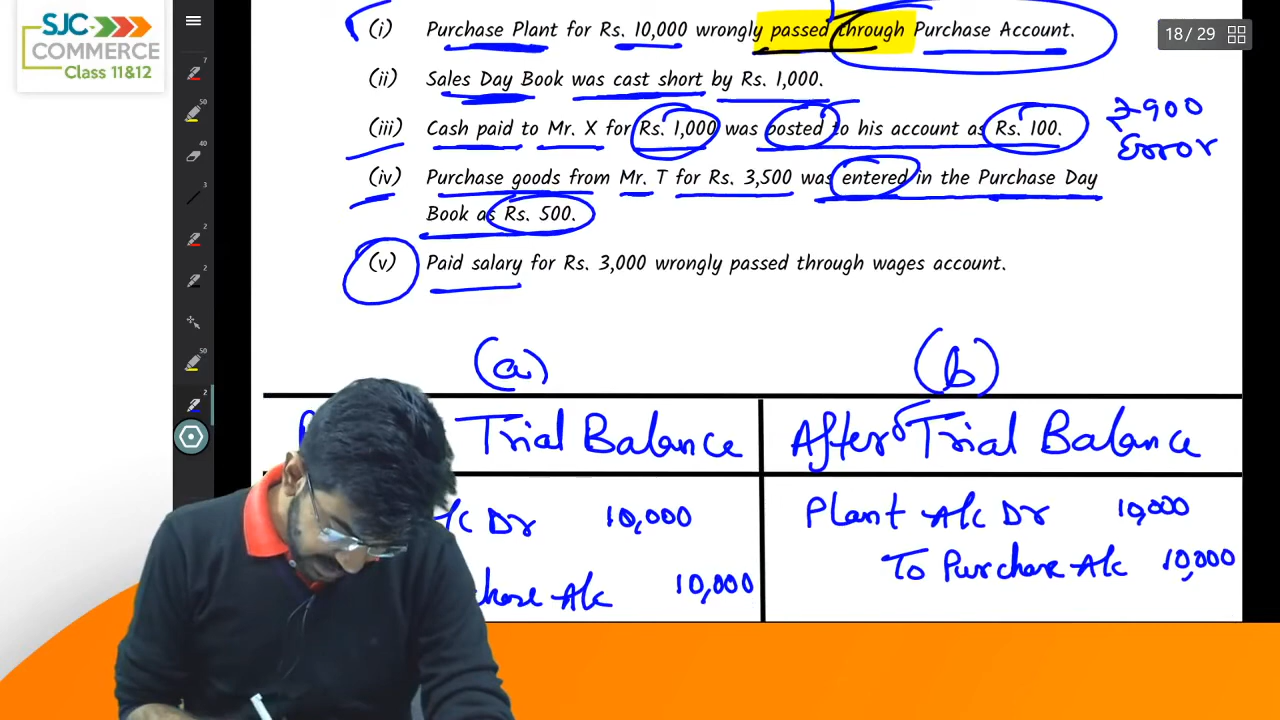 SJC
COMMERCE
Class 11&12
18 / 29
(i) Purchase Plant for Rs. 10,000 wrongly passed through Purchase Account.
(ii) Sales Day Book was cast short by Rs. 1,000.
(iii) Cash paid to Mr. X for Rs. 1,000 was posted to his account as Rs. 100.
₹900
Error
(iv) Purchase goods from Mr. T for Rs. 3,500 was entered in the Purchase Day
Book as Rs. 500.
(v) Paid salary for Rs. 3,000 wrongly passed through wages account.
(a) (b)
Trial Balance After Trial Balance
Dr 10,000 Plant A/c Dr 10,000
To Purchase A/c 10,000
A/c 10,000